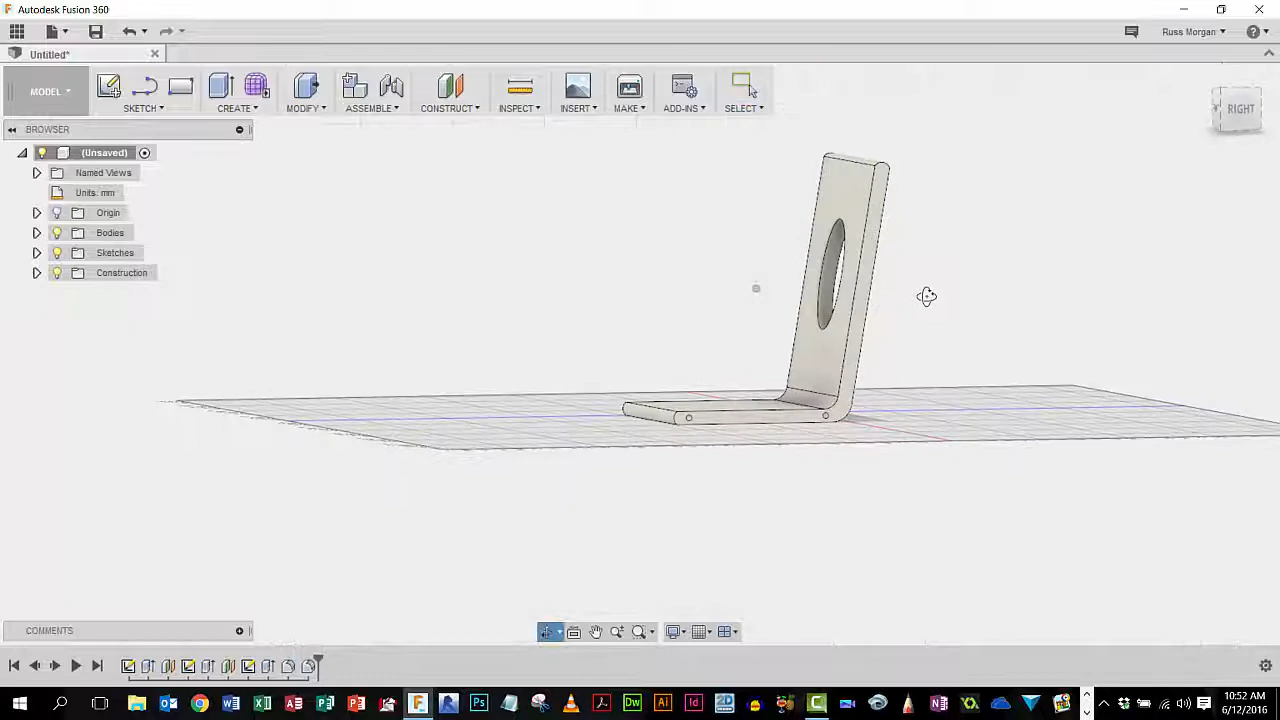 Autodesk Fusion 360
Russ Morgan
Untitled*
MODEL
SKETCH
CREATE
MODIFY
ASSEMBLE
CONSTRUCT
INSPECT
INSERT
MAKE
ADD-INS
SELECT
RIGHT
BROWSER
(Unsaved)
Named Views
Units: mm
Origin
Bodies
Sketches
Construction
COMMENTS
10:52 AM
6/12/2016